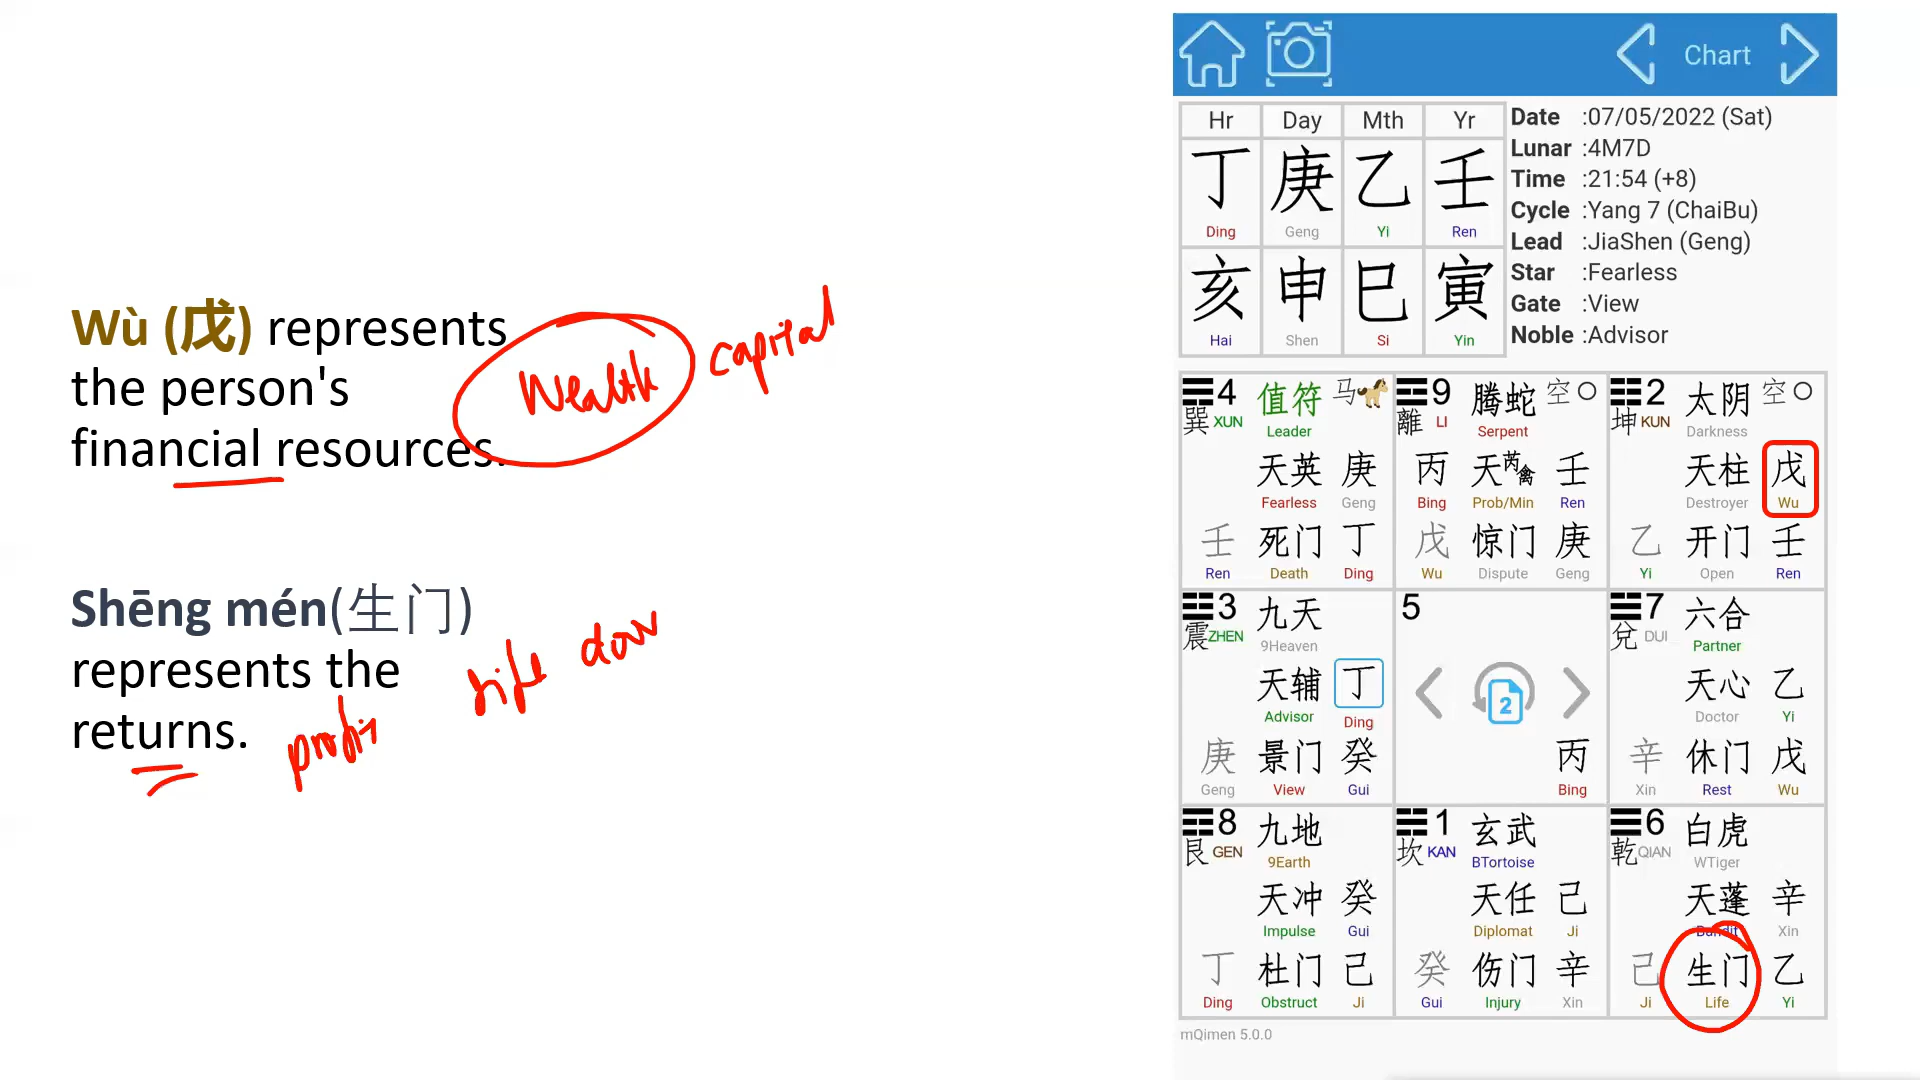 Wù (戊) represents
the person's
financial resources.
Wealth
capital
Shēng mén(生门)
represents the
returns.
profit
life door
Chart
Hr Day Mth Yr
丁 庚 乙 壬
Ding Geng Yi Ren
亥 申 巳 寅
Hai Shen Si Yin
Date :07/05/2022 (Sat)
Lunar :4M7D
Time :21:54 (+8)
Cycle :Yang 7 (ChaiBu)
Lead :JiaShen (Geng)
Star :Fearless
Gate :View
Noble :Advisor
4 值符 马
巽 XUN Leader
天英 庚
Fearless Geng
壬 死门 丁
Ren Death Ding
9 腾蛇 空
離 LI Serpent
丙 天芮禽 壬
Bing Prob/Min Ren
戊 惊门 庚
Wu Dispute Geng
2 太阴 空
坤 KUN Darkness
天柱 戊
Destroyer Wu
乙 开门 壬
Yi Open Ren
3 九天
震 ZHEN 9Heaven
天辅 丁
Advisor Ding
庚 景门 癸
Geng View Gui
5
2
丙
Bing
7 六合
兌 DUI Partner
天心 乙
Doctor Yi
辛 休门 戊
Xin Rest Wu
8 九地
艮 GEN 9Earth
天冲 癸
Impulse Gui
丁 杜门 己
Ding Obstruct Ji
1 玄武
坎 KAN BTortoise
天任 己
Diplomat Ji
癸 伤门 辛
Gui Injury Xin
6 白虎
乾 QIAN WTiger
天蓬 辛
Bandit Xin
己 生门 乙
Ji Life Yi
mQimen 5.0.0